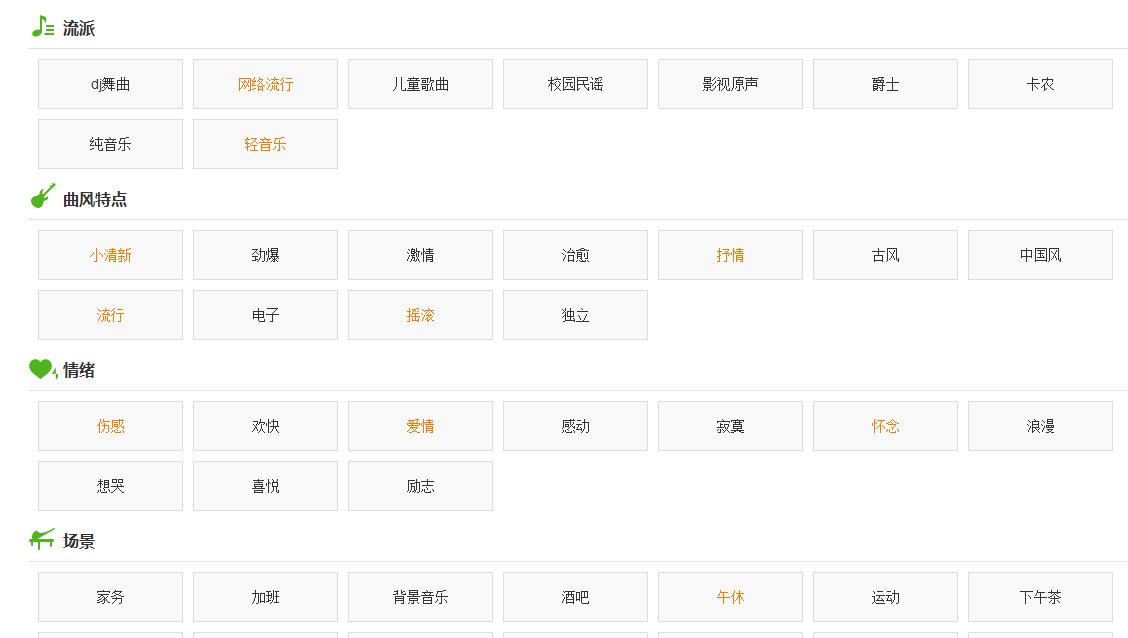 流派
dj舞曲 网络流行 儿童歌曲 校园民谣 影视原声 爵士 卡农
纯音乐 轻音乐
曲风特点
小清新 劲爆 激情 治愈 抒情 古风 中国风
流行 电子 摇滚 独立
情绪
伤感 欢快 爱情 感动 寂寞 怀念 浪漫
想哭 喜悦 励志
场景
家务 加班 背景音乐 酒吧 午休 运动 下午茶